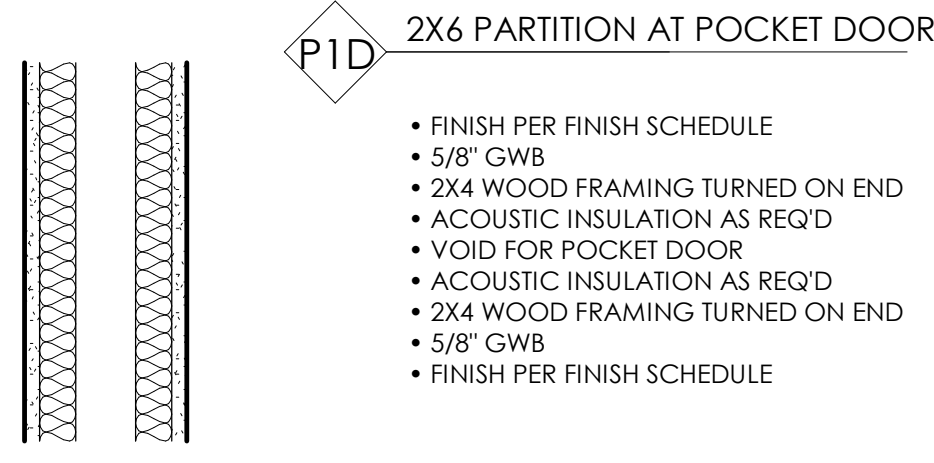 P1D
2X6 PARTITION AT POCKET DOOR
• FINISH PER FINISH SCHEDULE
• 5/8" GWB
• 2X4 WOOD FRAMING TURNED ON END
• ACOUSTIC INSULATION AS REQ'D
• VOID FOR POCKET DOOR
• ACOUSTIC INSULATION AS REQ'D
• 2X4 WOOD FRAMING TURNED ON END
• 5/8" GWB
• FINISH PER FINISH SCHEDULE